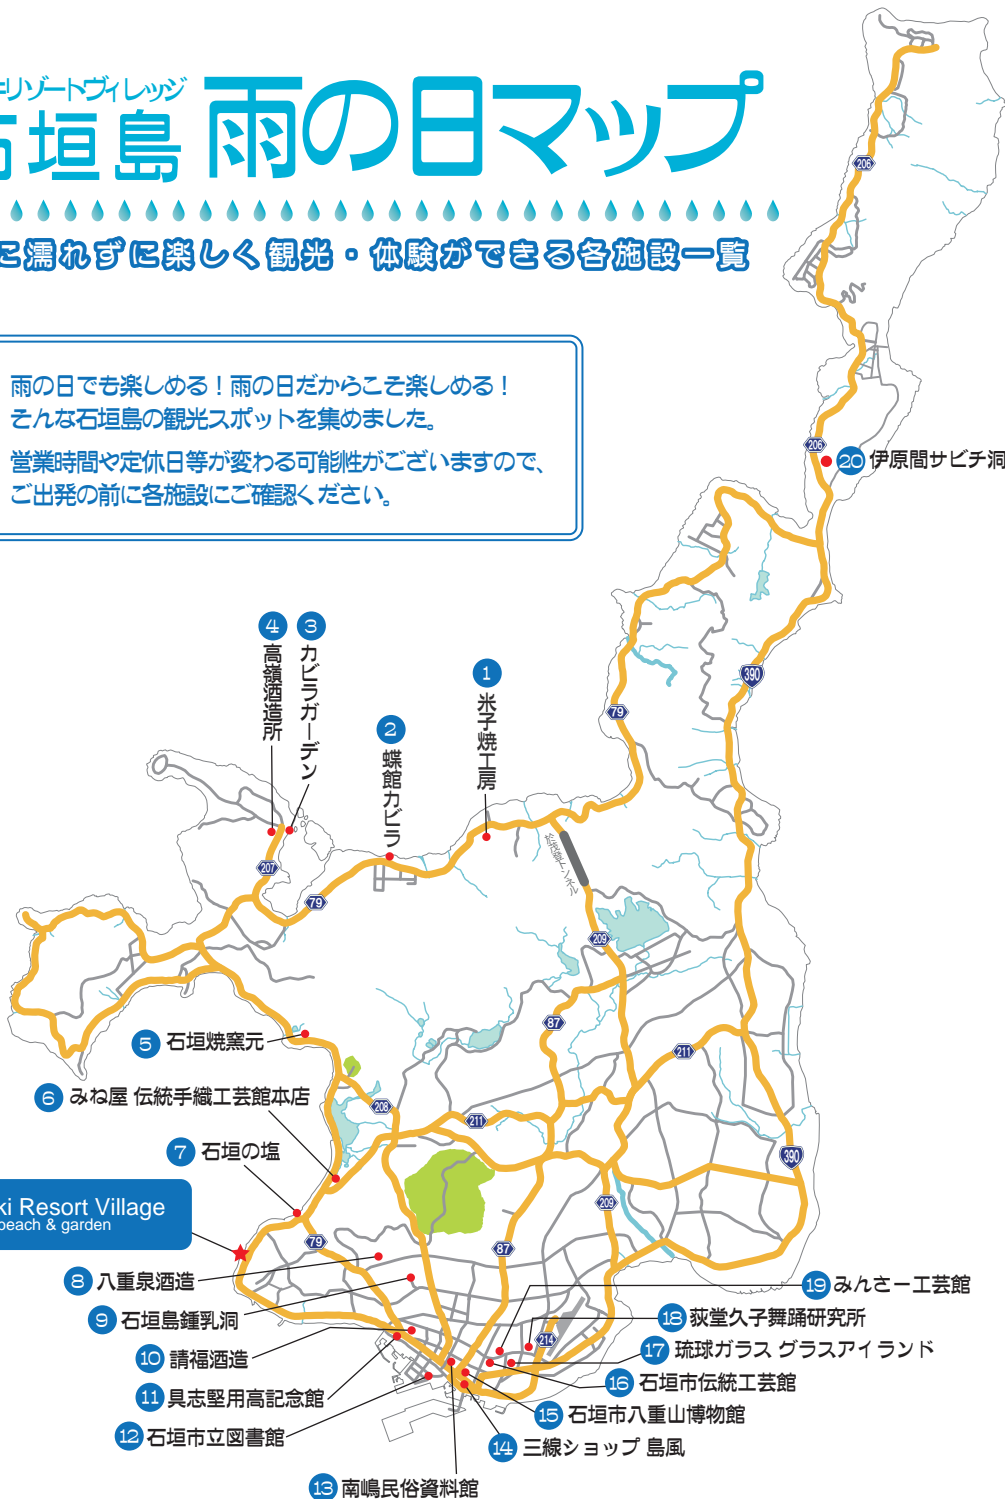 リゾートヴィレッジ
石垣島 雨の日マップ
に濡れずに楽しく観光・体験ができる各施設一覧
雨の日でも楽しめる！雨の日だからこそ楽しめる！
そんな石垣島の観光スポットを集めました。
営業時間や定休日等が変わる可能性がございますので、
ご出発の前に各施設にご確認ください。
206
206
20 伊原間サビチ洞
4 高嶺酒造所
3 カビラガーデン
2 蝶館カビラ
1 米子焼工房
390
79
於茂登トンネル
207
79
209
87
211
5 石垣焼窯元
6 みね屋 伝統手織工芸館本店
208
211
7 石垣の塩
390
ki Resort Village
beach & garden
209
79
87
8 八重泉酒造
9 石垣島鍾乳洞
10 請福酒造
11 具志堅用高記念館
12 石垣市立図書館
13 南嶋民俗資料館
214
19 みんさー工芸館
18 荻堂久子舞踊研究所
17 琉球ガラス グラスアイランド
16 石垣市伝統工芸館
15 石垣市八重山博物館
14 三線ショップ 島風